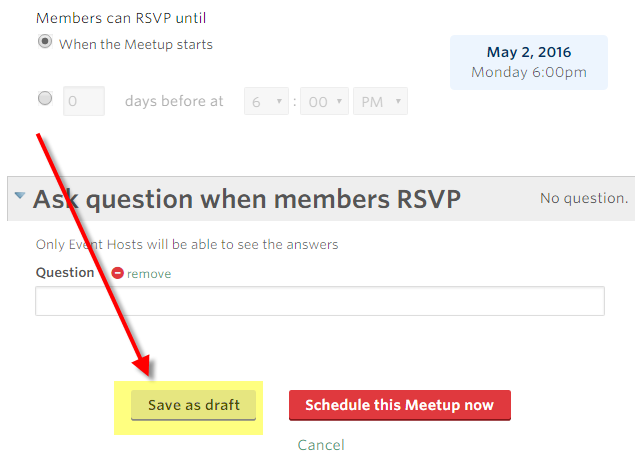 Members can RSVP until
When the Meetup starts
May 2, 2016
Monday 6:00pm
0 days before at 6 : 00 PM
Ask question when members RSVP
No question.
Only Event Hosts will be able to see the answers
Question remove
Save as draft
Schedule this Meetup now
Cancel